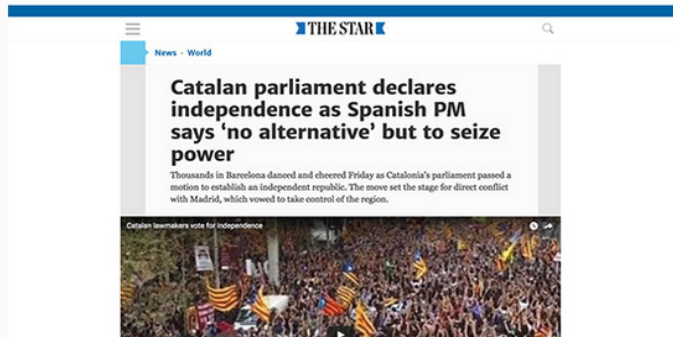 THE STAR
News · World
Catalan parliament declares
independence as Spanish PM
says ‘no alternative’ but to seize
power
Thousands in Barcelona danced and cheered Friday as Catalonia's parliament passed a
motion to establish an independent republic. The move set the stage for direct conflict
with Madrid, which vowed to take control of the region.
Catalan lawmakers vote for independence